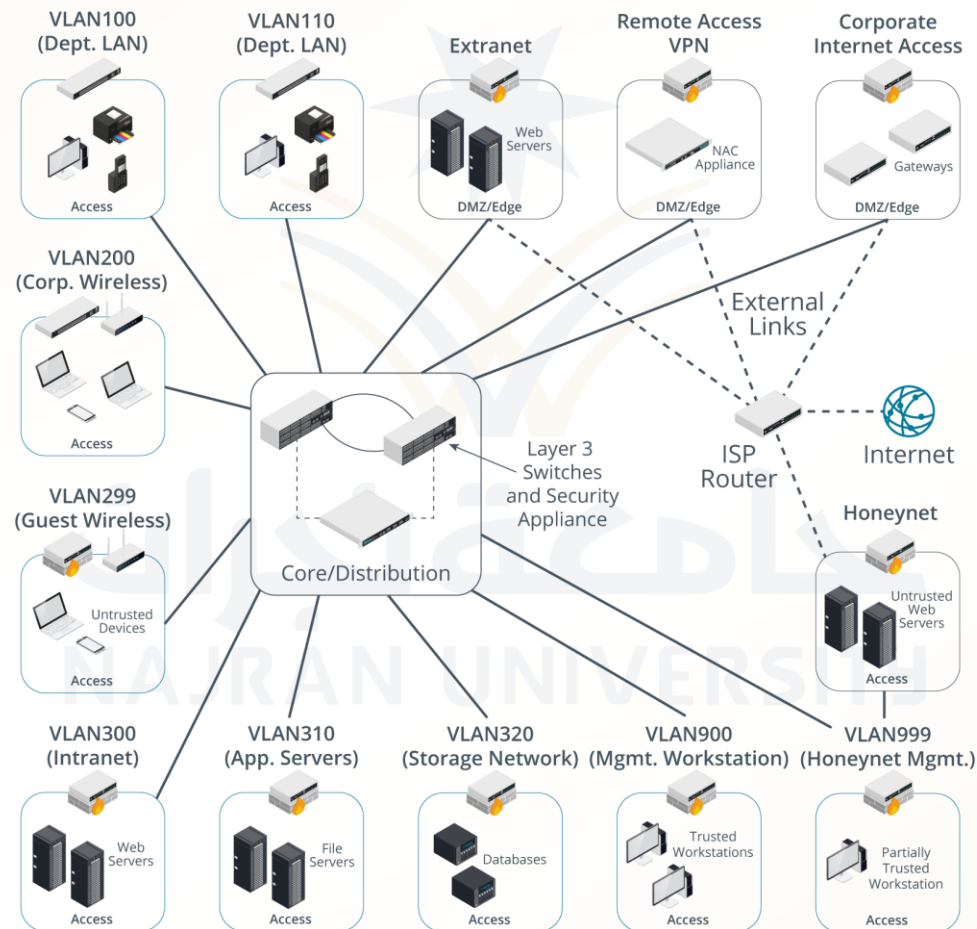 VLAN100
(Dept. LAN)
Access
VLAN110
(Dept. LAN)
Access
Extranet
Web
Servers
DMZ/Edge
Remote Access
VPN
NAC
Appliance
DMZ/Edge
Corporate
Internet Access
Gateways
DMZ/Edge
VLAN200
(Corp. Wireless)
Access
External
Links
ISP
Router
Internet
Layer 3
Switches
and Security
Appliance
Core/Distribution
VLAN299
(Guest Wireless)
Untrusted
Devices
Access
Honeynet
Untrusted
Web
Servers
Access
جامعة نجران
NAJRAN UNIVERSITY
VLAN300
(Intranet)
Web
Servers
Access
VLAN310
(App. Servers)
File
Servers
Access
VLAN320
(Storage Network)
Databases
Access
VLAN900
(Mgmt. Workstation)
Trusted
Workstations
Access
VLAN999
(Honeynet Mgmt.)
Partially
Trusted
Workstation
Access